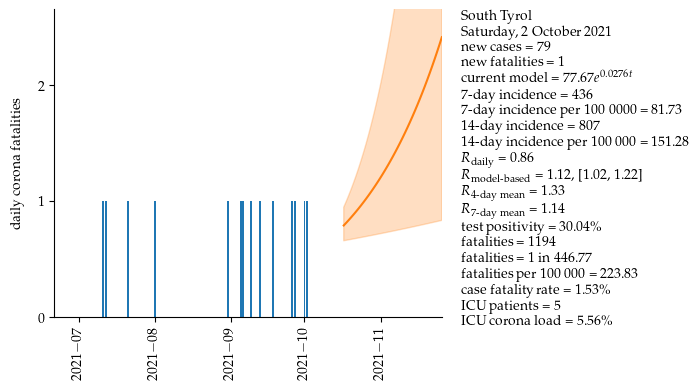 daily corona fatalities
2
1
0
2021−07
2021−08
2021−09
2021−10
2021−11
South Tyrol
Saturday, 2 October 2021
new cases = 79
new fatalities = 1
current model = 77.67e^0.0276t
7-day incidence = 436
7-day incidence per 100 0000 = 81.73
14-day incidence = 807
14-day incidence per 100 000 = 151.28
R_daily = 0.86
R_model-based = 1.12, [1.02, 1.22]
R_4-day mean = 1.33
R_7-day mean = 1.14
test positivity = 30.04%
fatalities = 1194
fatalities = 1 in 446.77
fatalities per 100 000 = 223.83
case fatality rate = 1.53%
ICU patients = 5
ICU corona load = 5.56%